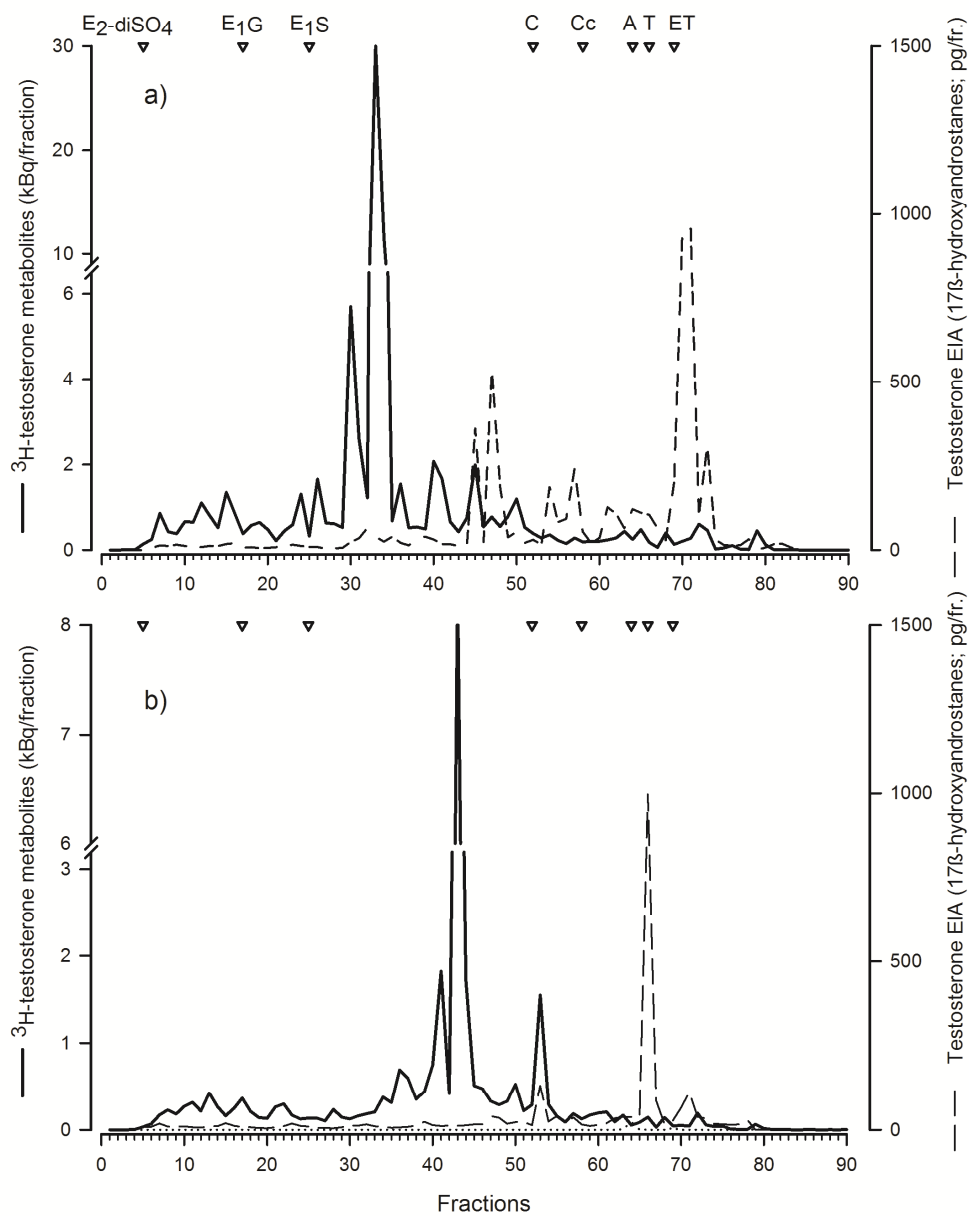 E2-diSO4 E1G E1S C Cc A T ET
a)
30
20
10
6
4
2
0
1500
1000
500
0
0 10 20 30 40 50 60 70 80 90
3H-testosterone metabolites (kBq/fraction)
Testosterone EIA (17ß-hydroxyandrostanes; pg/fr.)
b)
8
7
6
3
2
1
0
1500
1000
500
0
0 10 20 30 40 50 60 70 80 90
3H-testosterone metabolites (kBq/fraction)
Testosterone EIA (17ß-hydroxyandrostanes; pg/fr.)
Fractions